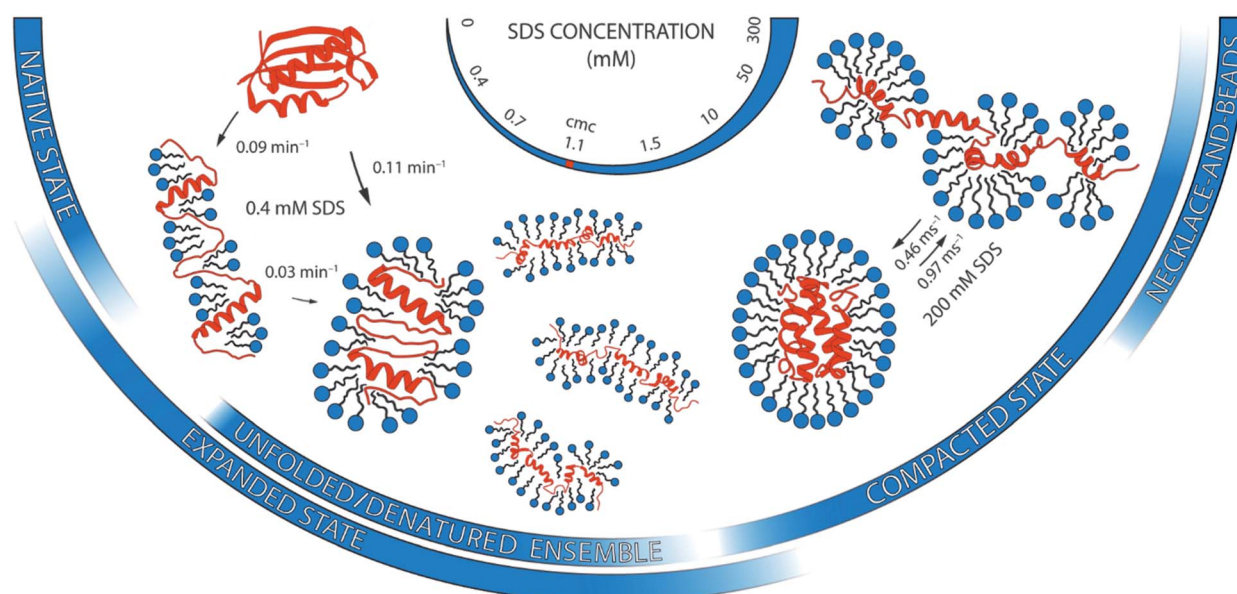 SDS CONCENTRATION
(mM)
0
0.4
0.7
cmc
1.1
1.5
10
50
300
0.09 min⁻¹
0.11 min⁻¹
0.4 mM SDS
0.03 min⁻¹
0.46 ms⁻¹
0.97 ms⁻¹
200 mM SDS
NATIVE STATE
EXPANDED STATE
UNFOLDED/DENATURED ENSEMBLE
COMPACTED STATE
NECKLACE-AND-BEADS